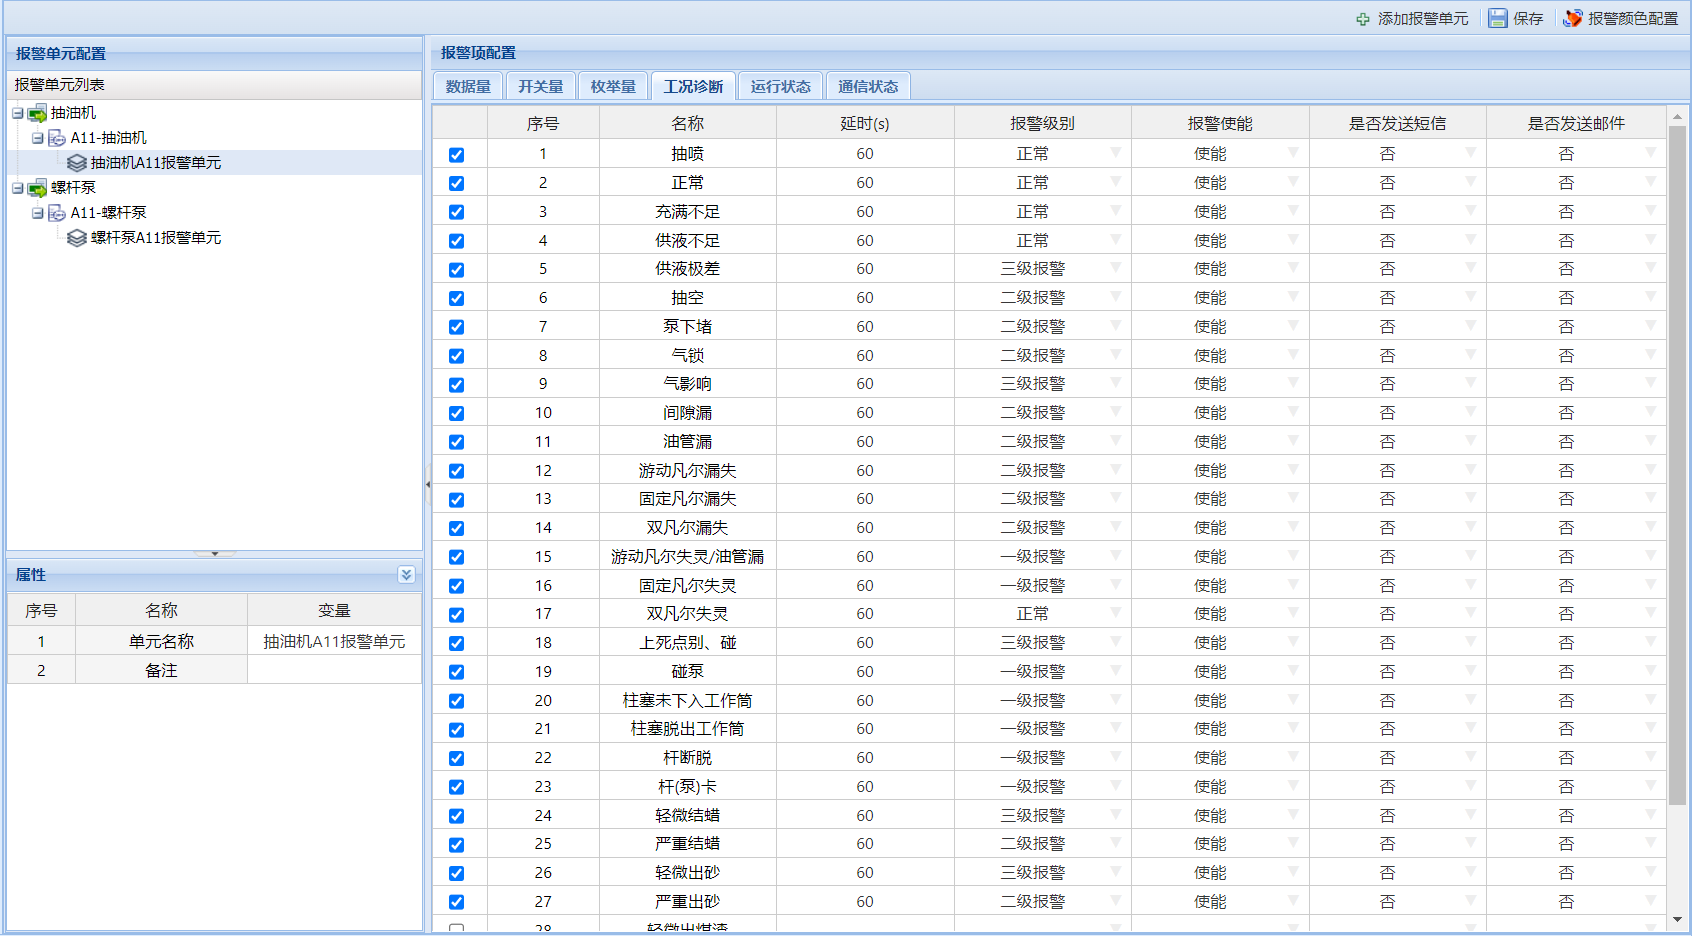 添加报警单元 保存 报警颜色配置
报警单元配置
报警单元列表
抽油机
A11-抽油机
抽油机A11报警单元
螺杆泵
A11-螺杆泵
螺杆泵A11报警单元
属性
序号 名称 变量
1 单元名称 抽油机A11报警单元
2 备注
报警项配置
数据量 开关量 枚举量 工况诊断 运行状态 通信状态
序号 名称 延时(s) 报警级别 报警使能 是否发送短信 是否发送邮件
1 抽喷 60 正常 使能 否 否
2 正常 60 正常 使能 否 否
3 充满不足 60 正常 使能 否 否
4 供液不足 60 正常 使能 否 否
5 供液极差 60 三级报警 使能 否 否
6 抽空 60 二级报警 使能 否 否
7 泵下堵 60 二级报警 使能 否 否
8 气锁 60 二级报警 使能 否 否
9 气影响 60 三级报警 使能 否 否
10 间隙漏 60 二级报警 使能 否 否
11 油管漏 60 二级报警 使能 否 否
12 游动凡尔漏失 60 二级报警 使能 否 否
13 固定凡尔漏失 60 二级报警 使能 否 否
14 双凡尔漏失 60 二级报警 使能 否 否
15 游动凡尔失灵/油管漏 60 一级报警 使能 否 否
16 固定凡尔失灵 60 一级报警 使能 否 否
17 双凡尔失灵 60 正常 使能 否 否
18 上死点别、碰 60 三级报警 使能 否 否
19 碰泵 60 一级报警 使能 否 否
20 柱塞未下入工作筒 60 一级报警 使能 否 否
21 柱塞脱出工作筒 60 一级报警 使能 否 否
22 杆断脱 60 一级报警 使能 否 否
23 杆(泵)卡 60 一级报警 使能 否 否
24 轻微结蜡 60 三级报警 使能 否 否
25 严重结蜡 60 二级报警 使能 否 否
26 轻微出砂 60 三级报警 使能 否 否
27 严重出砂 60 二级报警 使能 否 否
28 轻微出煤渣